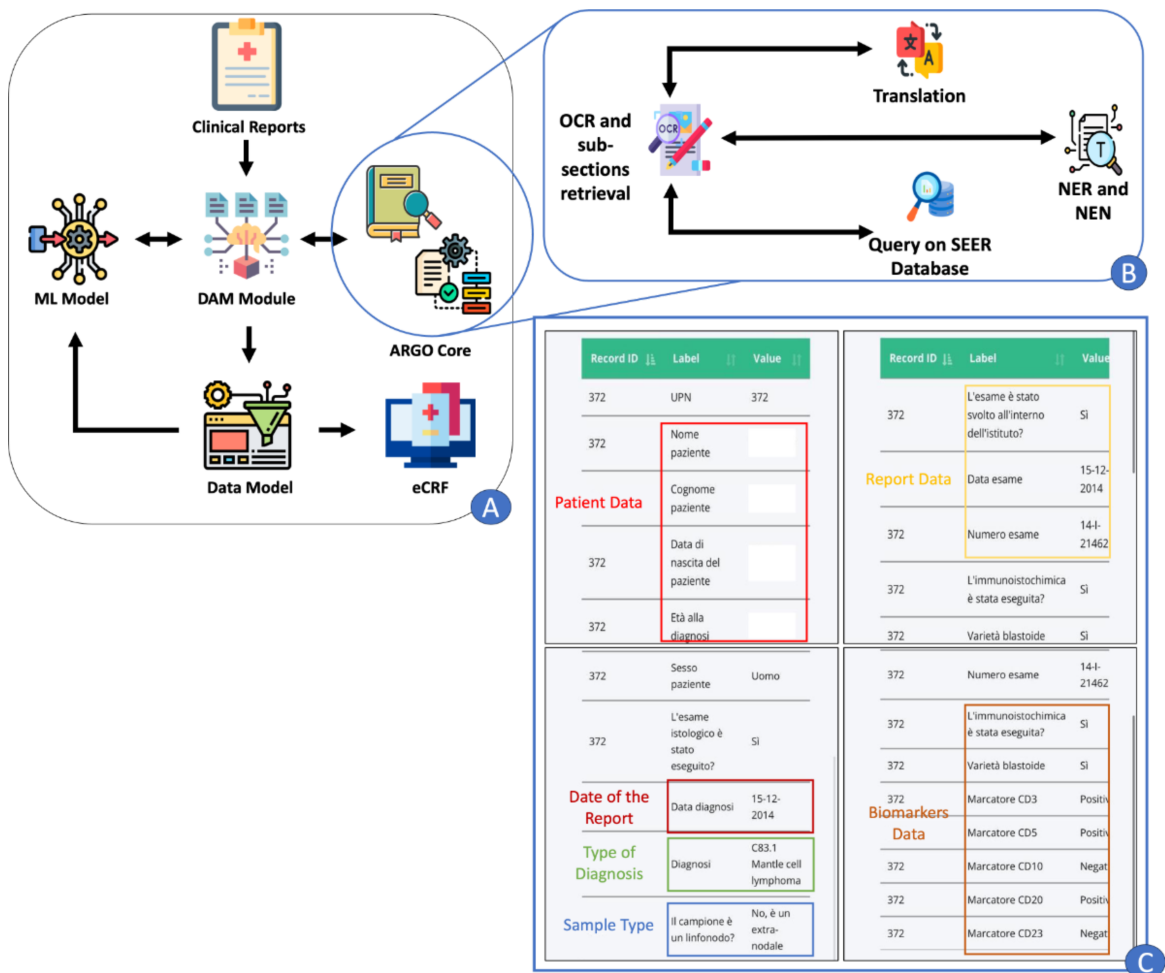 Clinical Reports
ML Model
DAM Module
ARGO Core
Data Model
eCRF
A
OCR and
sub-
sections
retrieval
OCR
文
A
Translation
T
NER and
NEN
Query on SEER
Database
B
Record ID Label Value
372 UPN 372
372
Nome
paziente
Patient Data
Cognome
paziente
372
Data di
nascita del
paziente
372
Età alla
diagnosi
Record ID Label Value
372
L'esame è stato
svolto all'interno
dell'istituto?
Sì
Report Data
Data esame
15-12-
2014
372
Numero esame
14-I-
21462
372
L'immunoistochimica
è stata eseguita?
Sì
372 Varietà blastoide Sì
372
Sesso
paziente
Uomo
372
L'esame
istologico è
stato
eseguito?
Sì
Date of the
Report
Data diagnosi
15-12-
2014
Type of
Diagnosis
Diagnosi
C83.1
Mantle cell
lymphoma
Sample Type
Il campione è
un linfonodo?
No, è un
extra-
nodale
372
Numero esame
14-I-
21462
372
L'immunoistochimica
è stata eseguita?
Sì
372 Varietà blastoide Sì
372 Marcatore CD3 Positiv
Biomarkers
Data
Marcatore CD5 Positiv
372 Marcatore CD10 Negat
372 Marcatore CD20 Positiv
372 Marcatore CD23 Negat
C